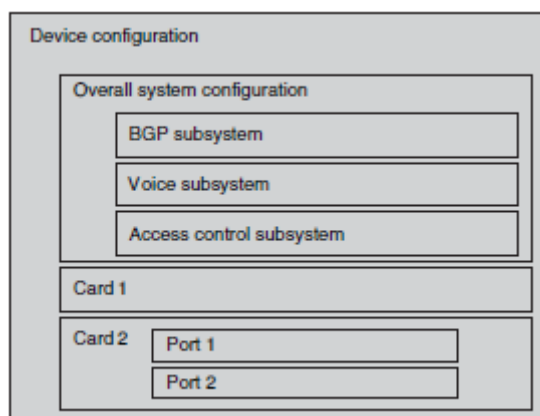 Device configuration
Overall system configuration
BGP subsystem
Voice subsystem
Access control subsystem
Card 1
Card 2
Port 1
Port 2